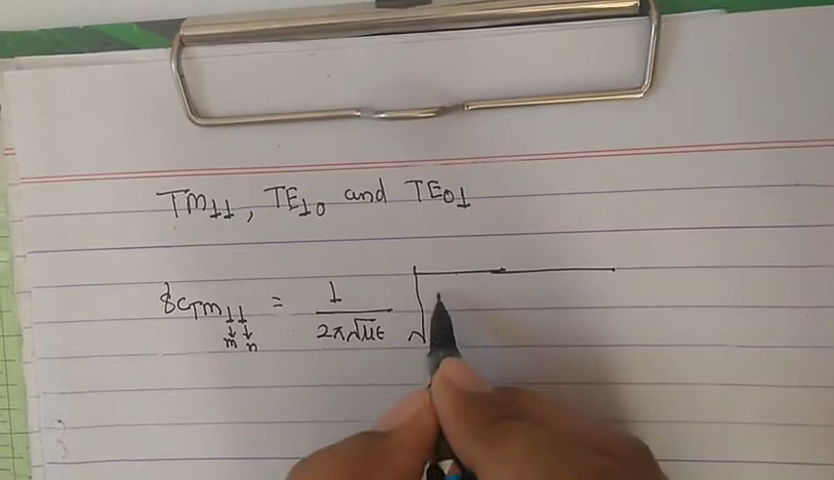 TM11, TE10 and TE01
fcTM11 = 1 / 2π√με √
↓ ↓
m n